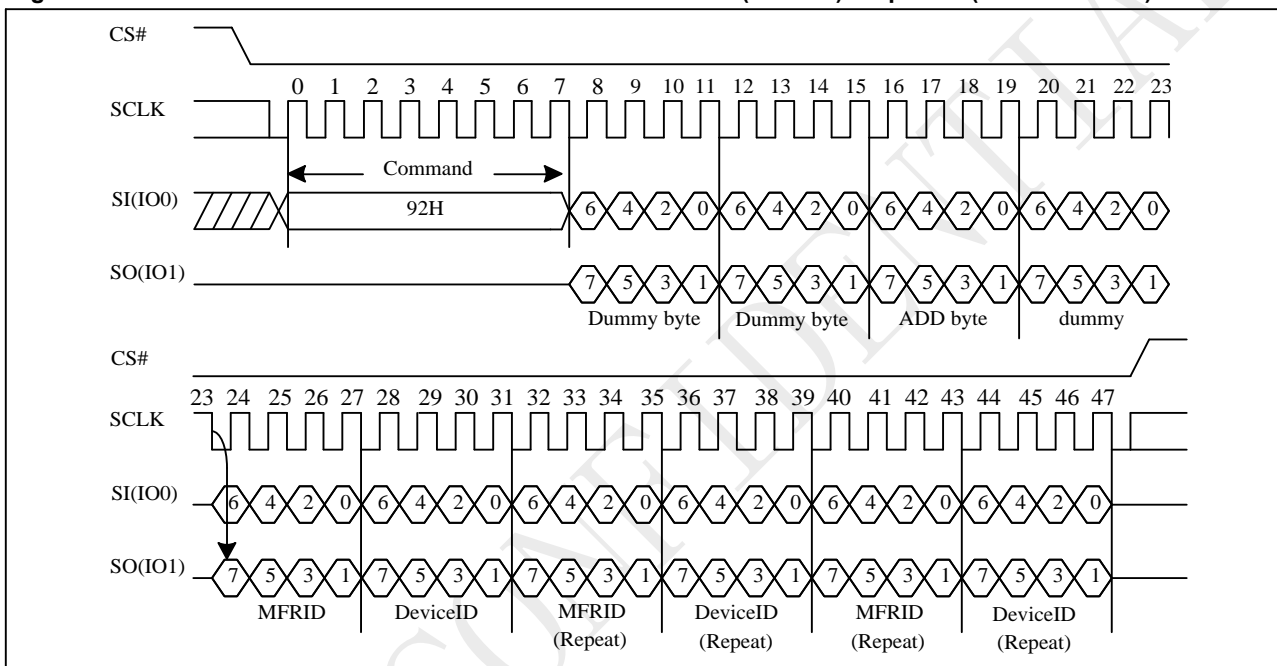 CS#
0 1 2 3 4 5 6 7 8 9 10 11 12 13 14 15 16 17 18 19 20 21 22 23
SCLK
Command
SI(IO0)
92H
6 4 2 0 6 4 2 0 6 4 2 0 6 4 2 0
SO(IO1)
7 5 3 1 7 5 3 1 7 5 3 1 7 5 3 1
Dummy byte Dummy byte ADD byte dummy
CS#
23 24 25 26 27 28 29 30 31 32 33 34 35 36 37 38 39 40 41 42 43 44 45 46 47
SCLK
SI(IO0)
6 4 2 0 6 4 2 0 6 4 2 0 6 4 2 0 6 4 2 0 6 4 2 0
SO(IO1)
7 5 3 1 7 5 3 1 7 5 3 1 7 5 3 1 7 5 3 1 7 5 3 1
MFRID DeviceID MFRID DeviceID MFRID DeviceID
(Repeat) (Repeat) (Repeat) (Repeat)
CONFIDENTIAL